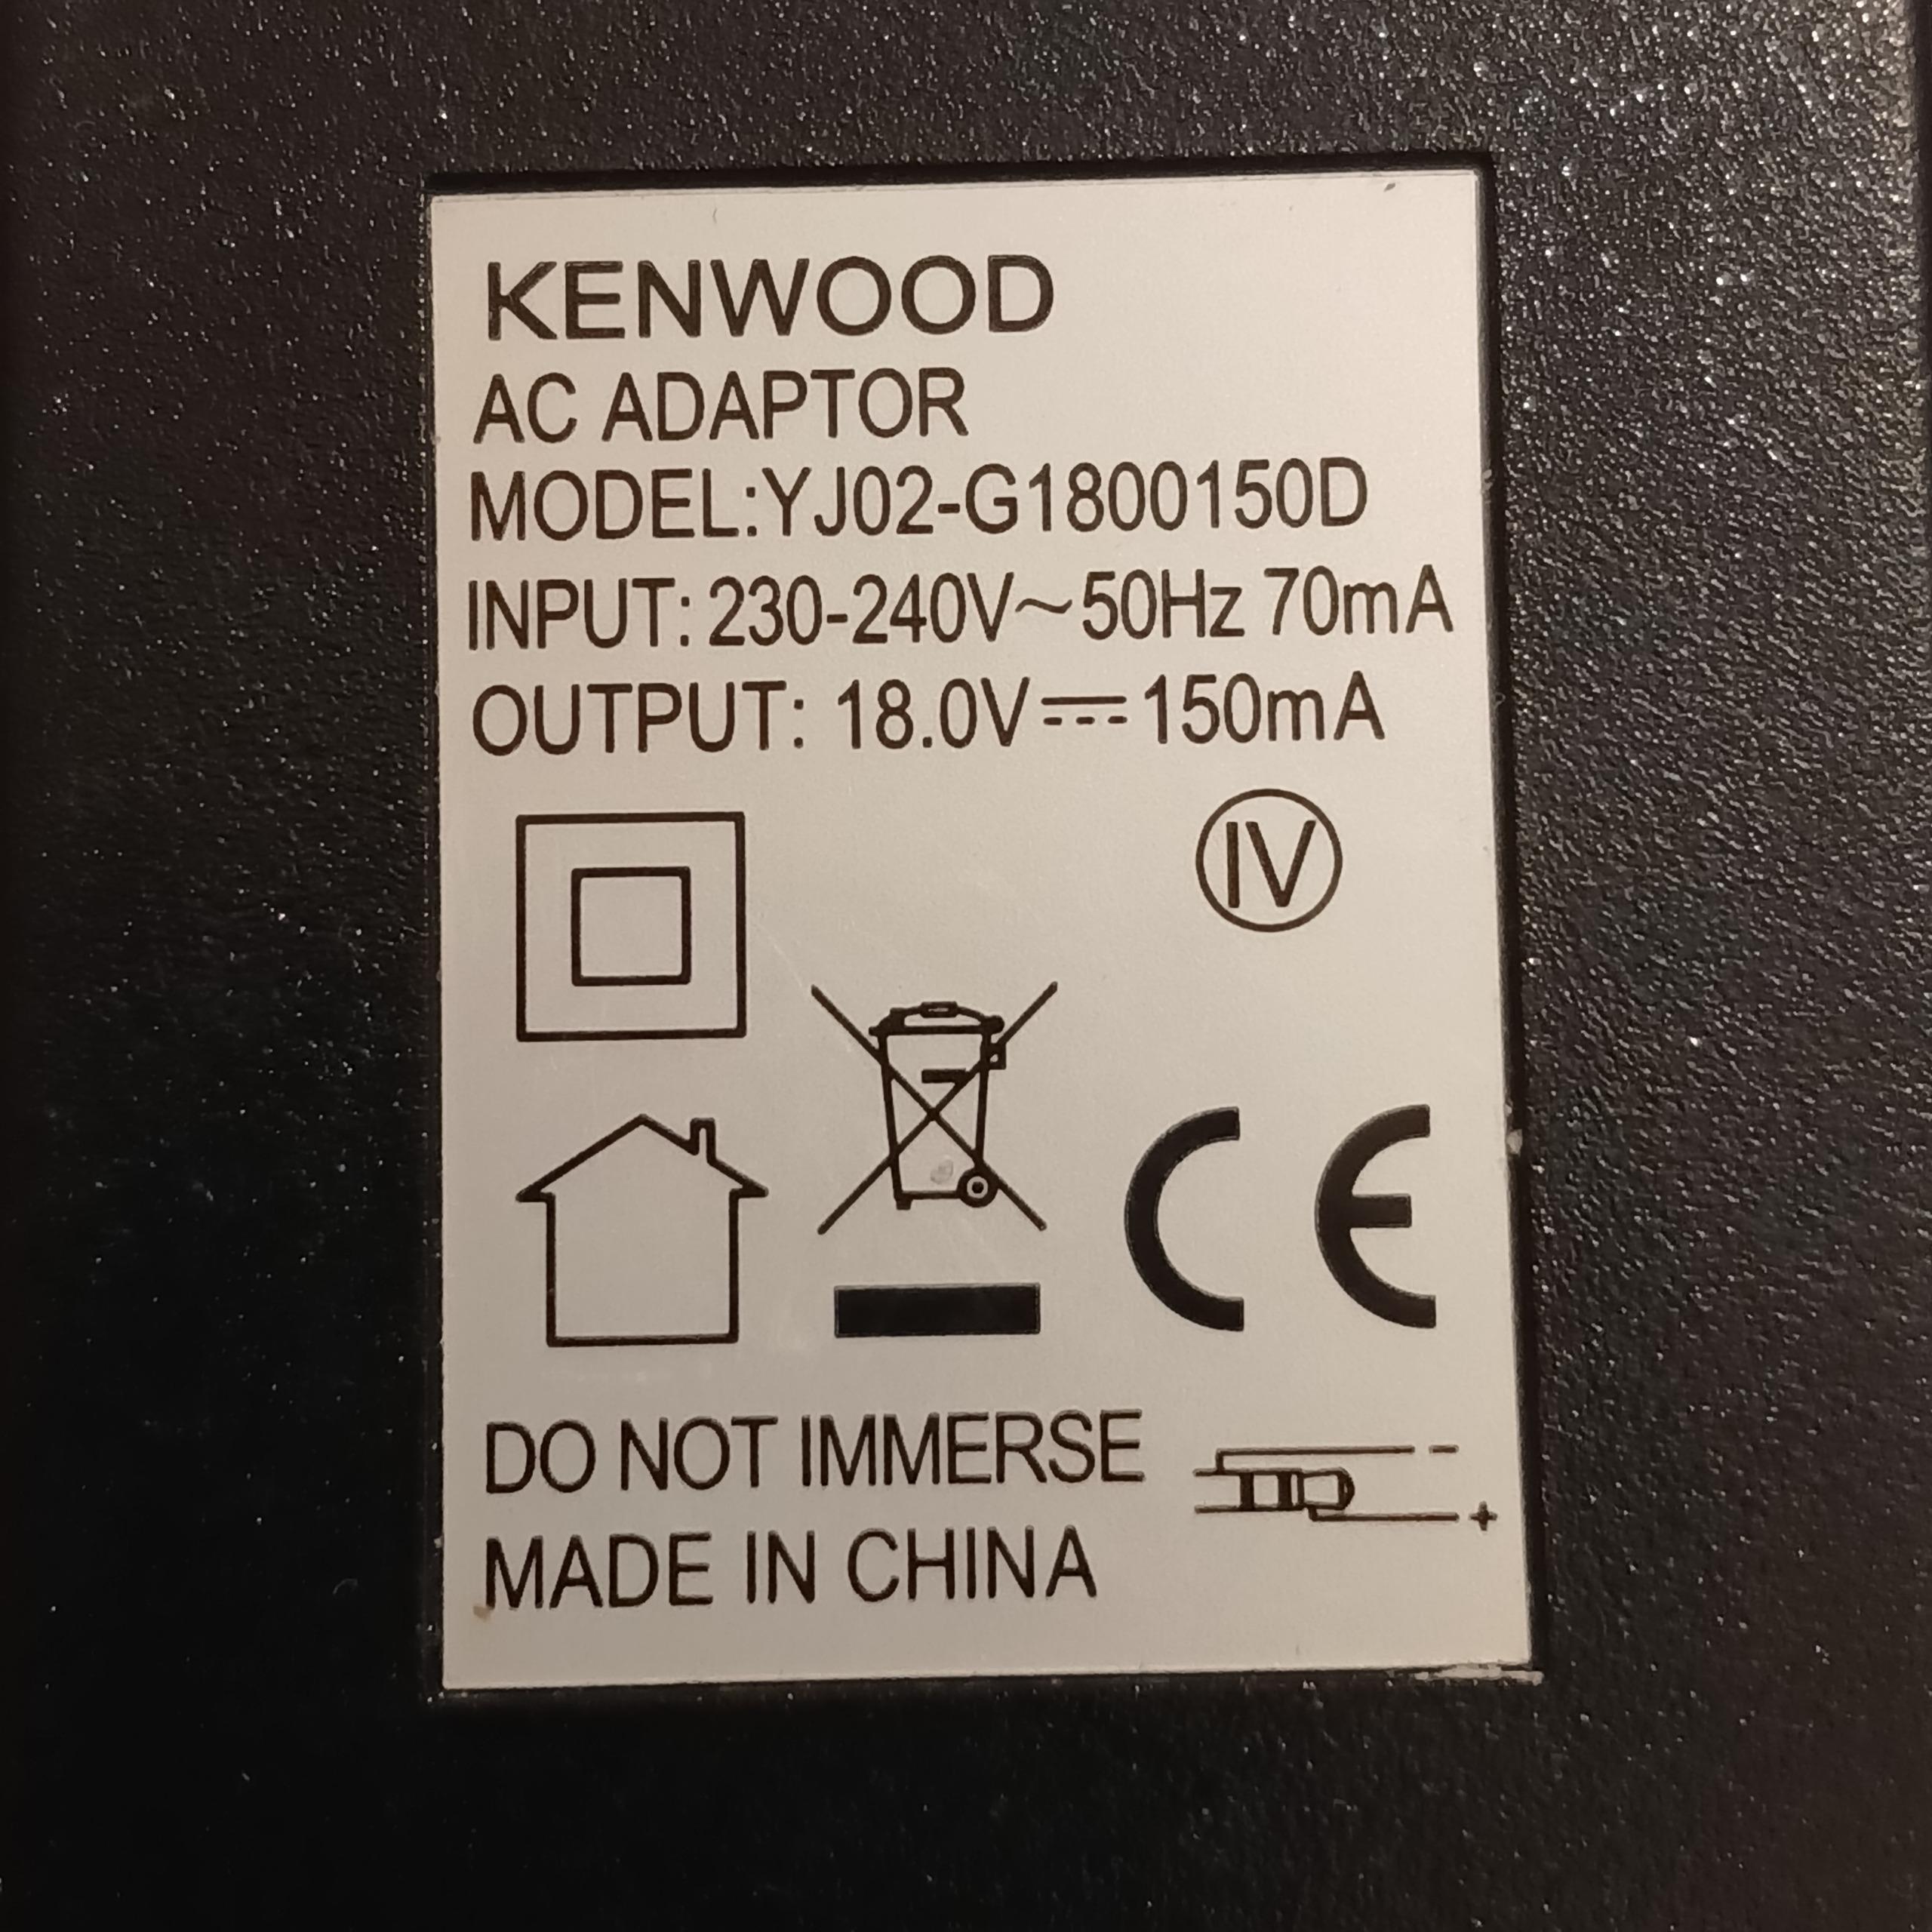 KENWOOD
AC ADAPTOR
MODEL:YJ02-G1800150D
INPUT: 230-240V~50Hz 70mA
OUTPUT: 18.0V⎓150mA
IV
CE
DO NOT IMMERSE
- +
MADE IN CHINA